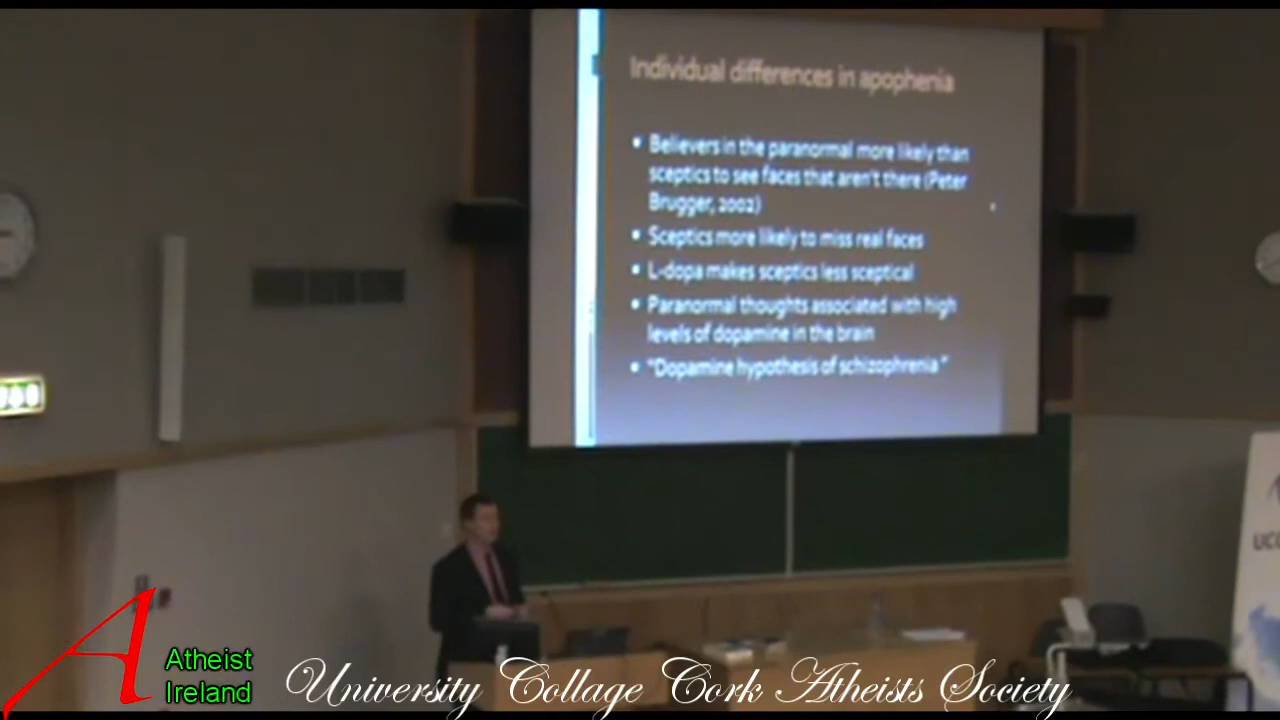 Individual differences in apophenia
• Believers in the paranormal more likely than
sceptics to see faces that aren't there (Peter
Brugger, 2002)
• Sceptics more likely to miss real faces
• L-dopa makes sceptics less sceptical
• Paranormal thoughts associated with high
levels of dopamine in the brain
• "Dopamine hypothesis of schizophrenia"
UCC
A
Atheist
Ireland
University Collage Cork Atheists Society